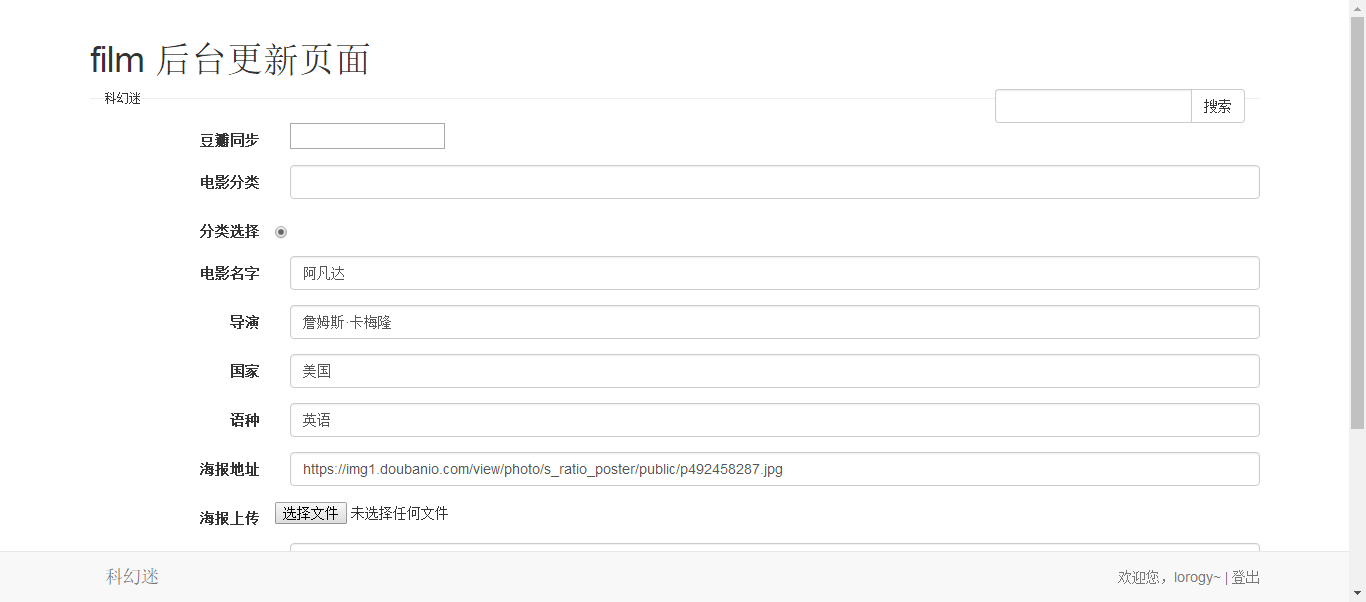 film 后台更新页面
科幻迷
搜索
豆瓣同步
电影分类
分类选择
电影名字 阿凡达
导演 詹姆斯·卡梅隆
国家 美国
语种 英语
海报地址 https://img1.doubanio.com/view/photo/s_ratio_poster/public/p492458287.jpg
海报上传 选择文件 未选择任何文件
科幻迷 欢迎您，lorogy~ | 登出